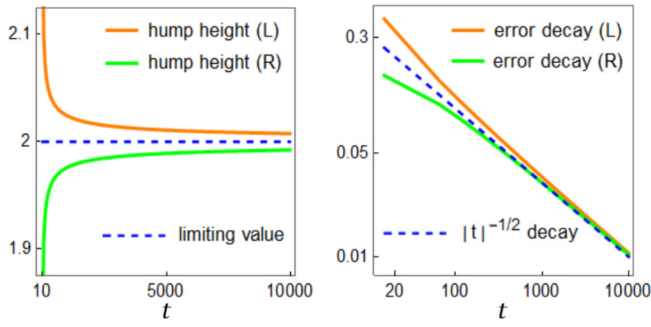 2.1
hump height (L)
hump height (R)
2
limiting value
1.9
10
5000
10000
t
0.3
error decay (L)
error decay (R)
0.05
|t|^{-1/2} decay
0.01
20
100
1000
10000
t